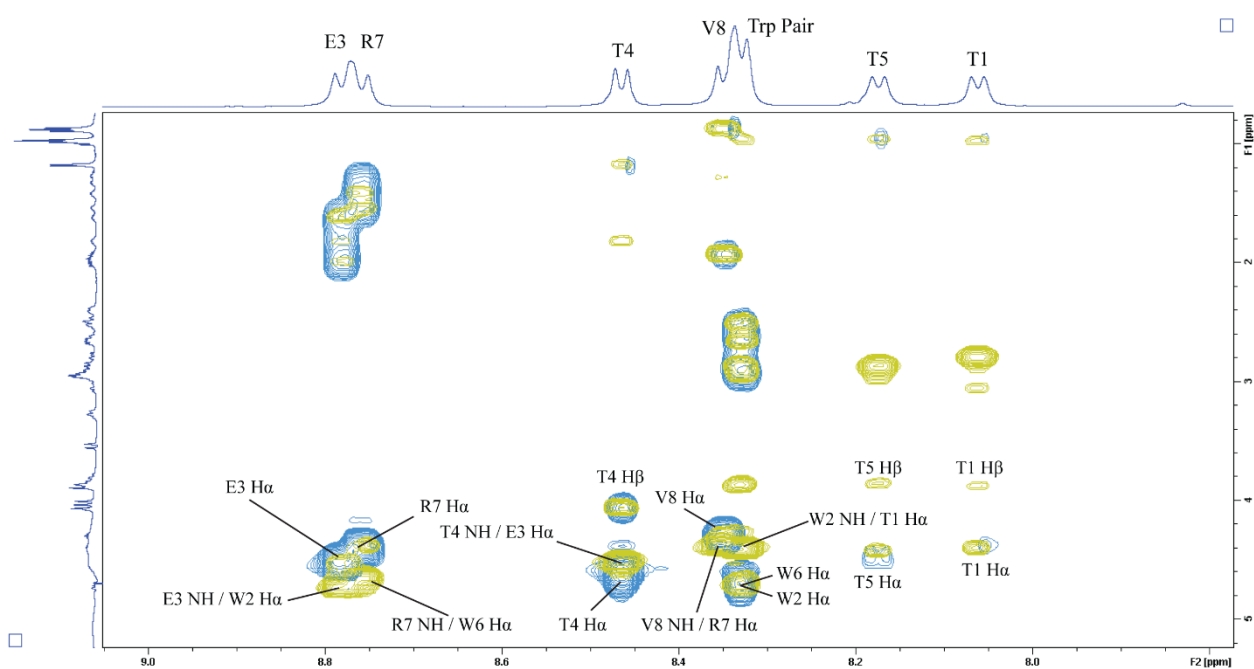 E3 R7 T4 V8 Trp Pair T5 T1
F1 [ppm]
1
2
3
4
5
T4 Hβ T5 Hβ T1 Hβ
E3 Hα V8 Hα
R7 Hα W2 NH / T1 Hα
T4 NH / E3 Hα
W6 Hα
T5 Hα T1 Hα
E3 NH / W2 Hα W2 Hα
R7 NH / W6 Hα T4 Hα V8 NH / R7 Hα
9.0 8.8 8.6 8.4 8.2 8.0 F2 [ppm]